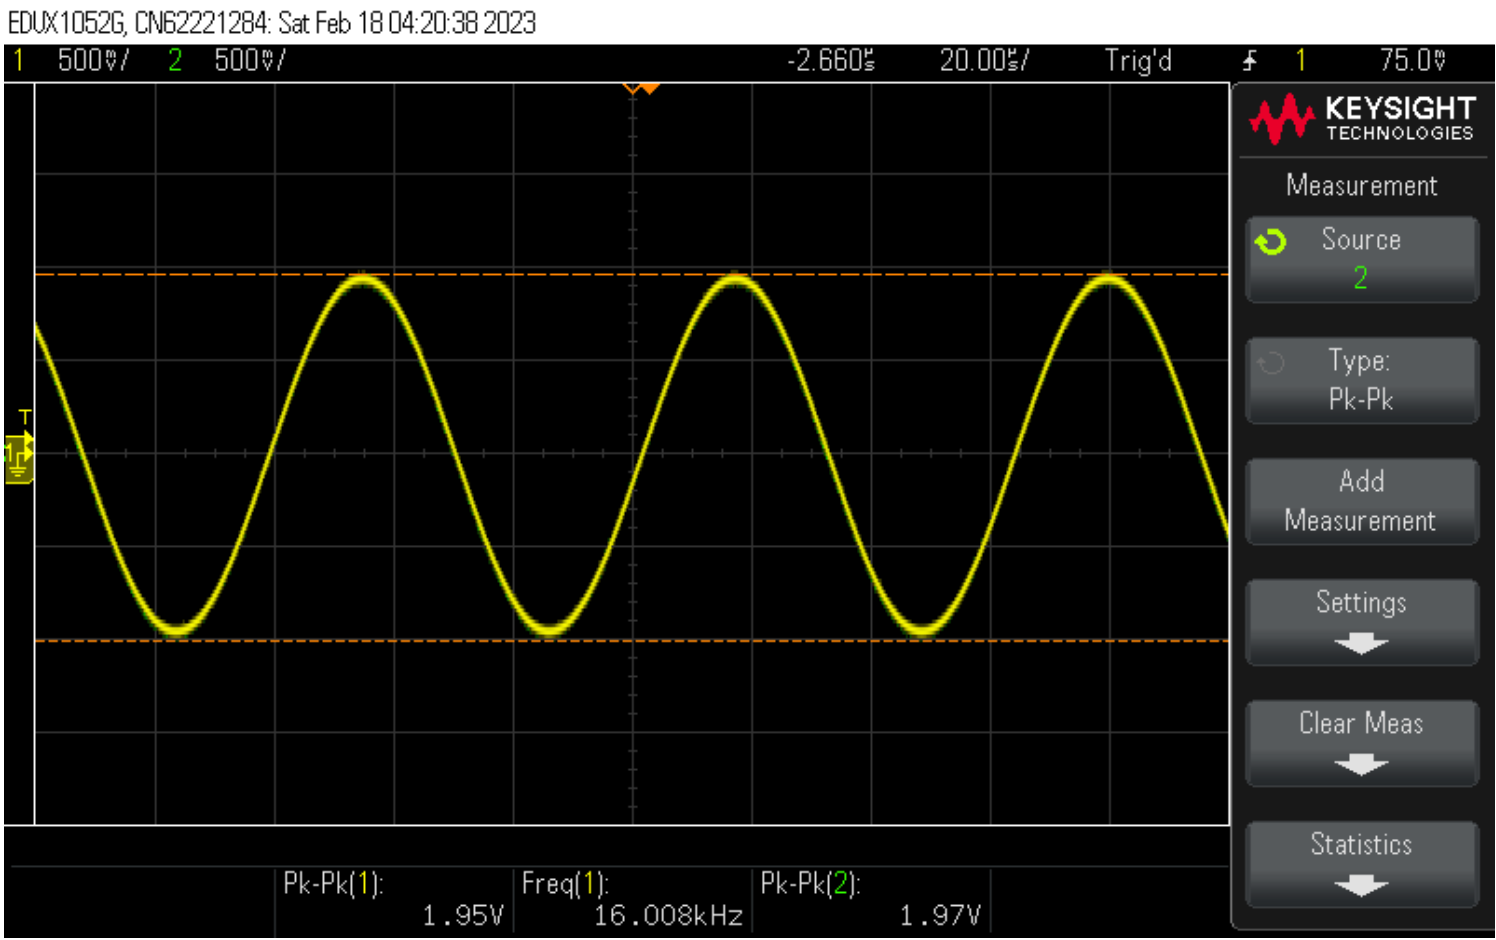 EDUX1052G, CN62221284: Sat Feb 18 04:20:38 2023
1 500mV/ 2 500mV/ -2.660µs 20.00µs/ Trig'd 1 75.0mV
KEYSIGHT
TECHNOLOGIES
Measurement
Source
2
Type:
Pk-Pk
Add
Measurement
Settings
Clear Meas
Statistics
T
1
Pk-Pk(1): Freq(1): Pk-Pk(2):
1.95V 16.008kHz 1.97V